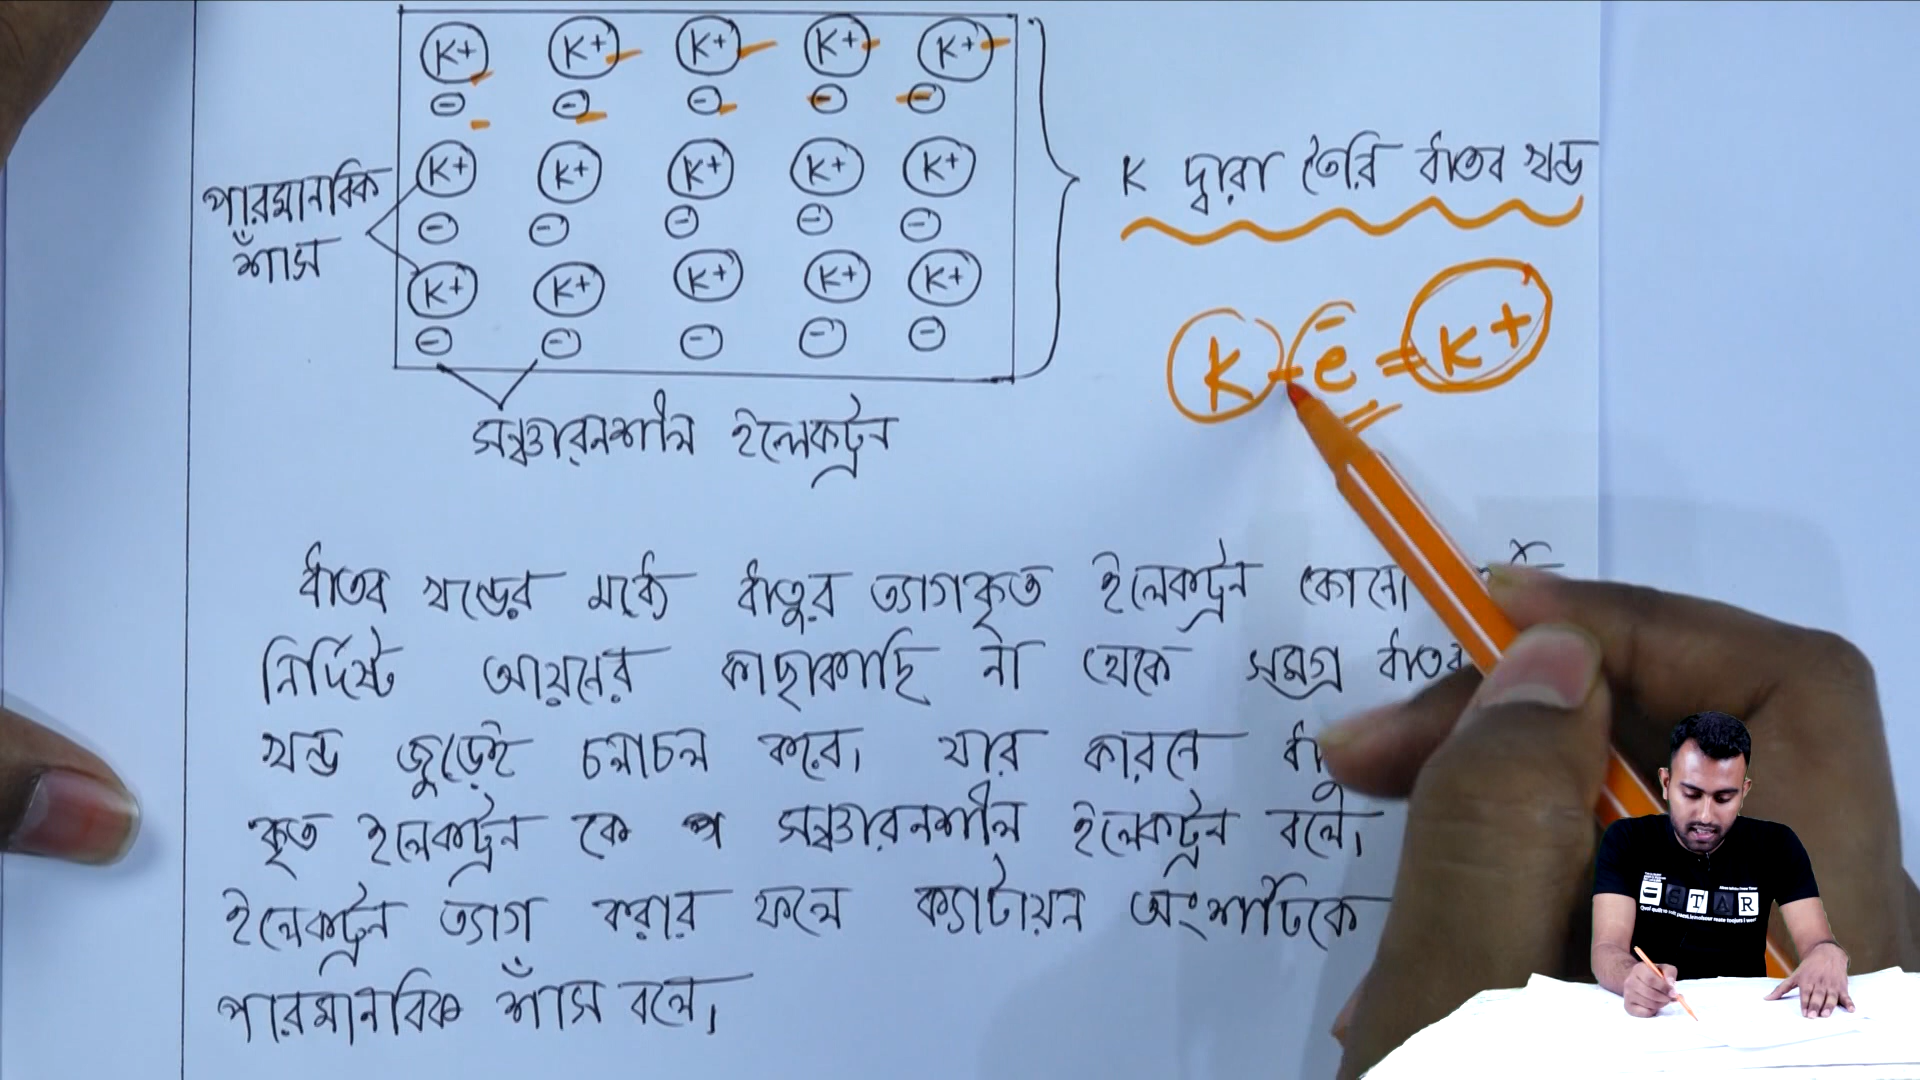 K+ K+ K+ K+ K+
- - - - -
K+ K+ K+ K+ K+
- - - - -
K+ K+ K+ K+ K+
- - - - -
পারমানবিক
শাঁস
সঞ্চারনশীল ইলেকট্রন
K দ্বারা তৈরি ধাতব খন্ড
K - e⁻ = K+
ধাতব খন্ডের মধ্যে ধাতুর ত্যাগকৃত ইলেকট্রন কোনো
নির্দিষ্ট আয়নের কাছাকাছি না থেকে সমগ্র ধাতব
খন্ড জুড়েই চলাচল করে। যার কারনে
কৃত ইলেকট্রন কে সঞ্চারনশীল ইলেকট্রন বলে।
ইলেকট্রন ত্যাগ করার ফলে ক্যাটায়ন অংশটিকে
পারমানবিক শাঁস বলে।
TAR